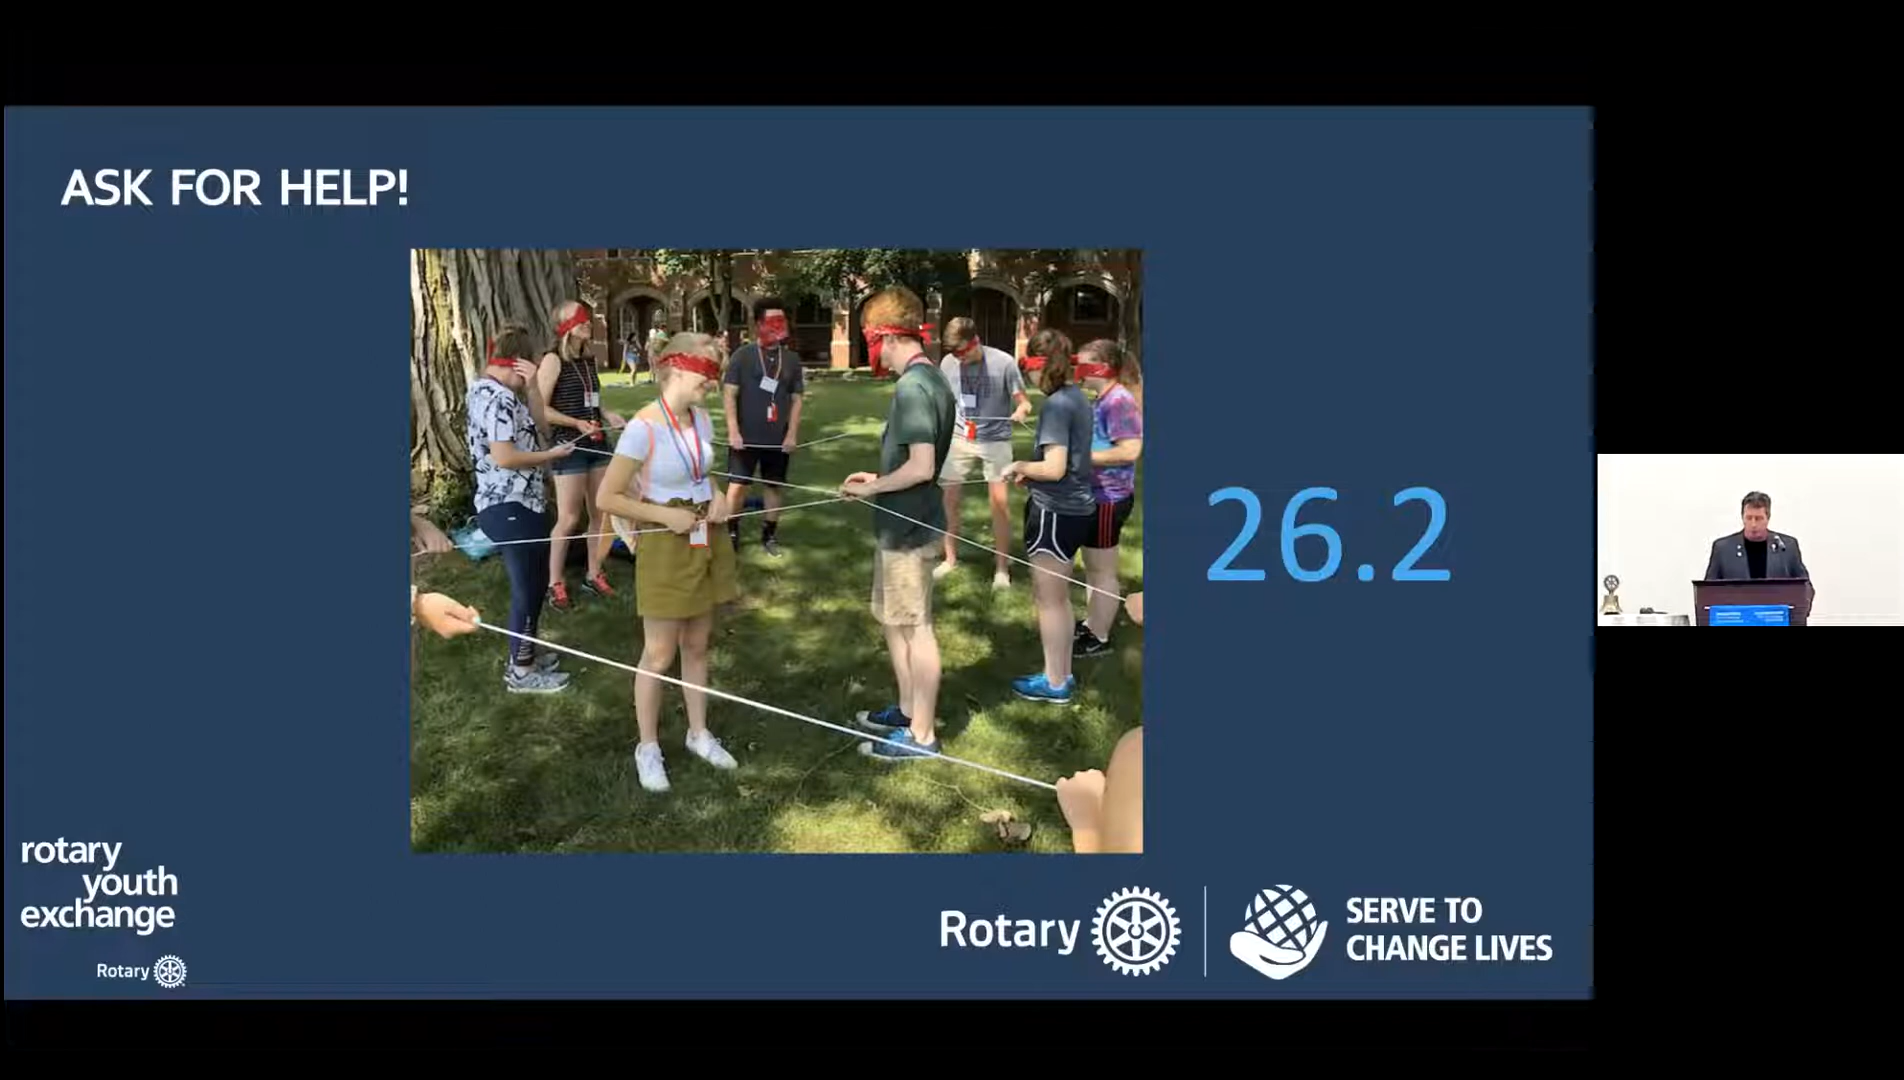 ASK FOR HELP!
26.2
rotary
youth
exchange
Rotary
Rotary
SERVE TO
CHANGE LIVES